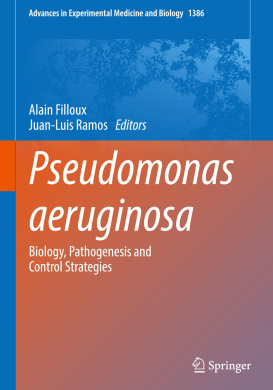 Advances in Experimental Medicine and Biology 1386
Alain Filloux
Juan-Luis Ramos Editors
Pseudomonas
aeruginosa
Biology, Pathogenesis and
Control Strategies
Springer